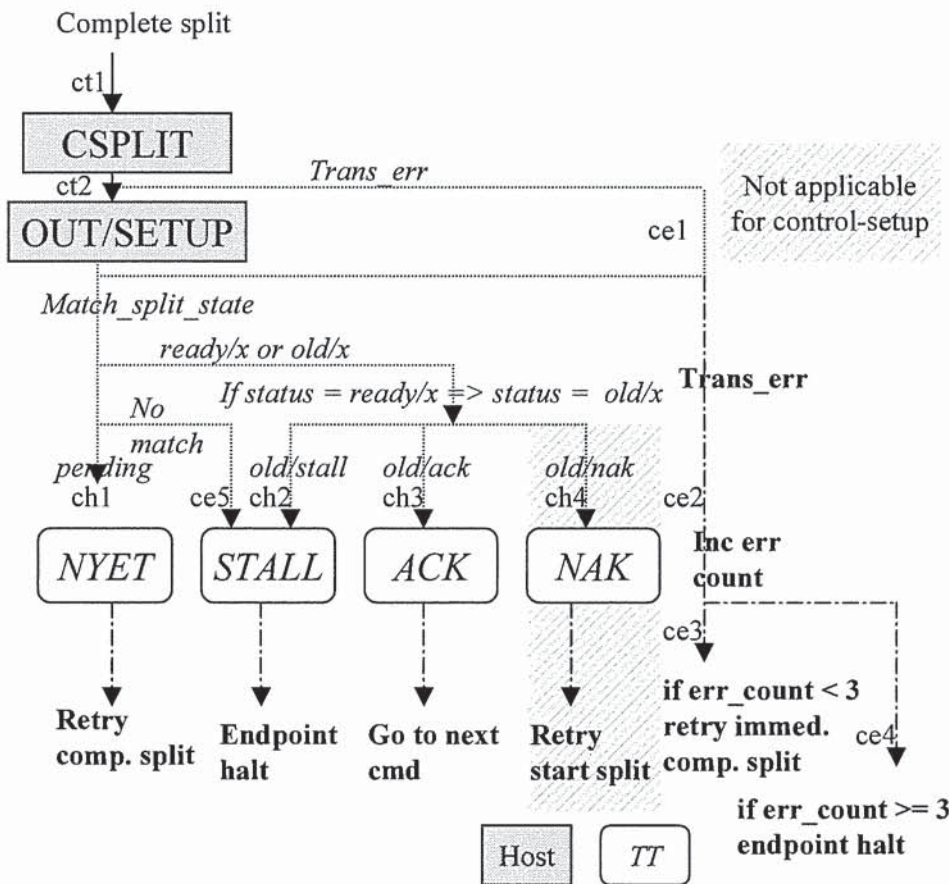 Complete split
ct1
CSPLIT
ct2
Trans_err
Not applicable
for control-setup
OUT/SETUP
ce1
Match_split_state
ready/x or old/x
Trans_err
If status = ready/x => status = old/x
No
match
pending
old/stall
old/ack
old/nak
ch1
ce5
ch2
ch3
ch4
ce2
NYET
STALL
ACK
NAK
Inc err
count
ce3
Retry
comp. split
Endpoint
halt
Go to next
cmd
Retry
start split
if err_count < 3
retry immed.
comp. split
ce4
if err_count >= 3
endpoint halt
Host
TT